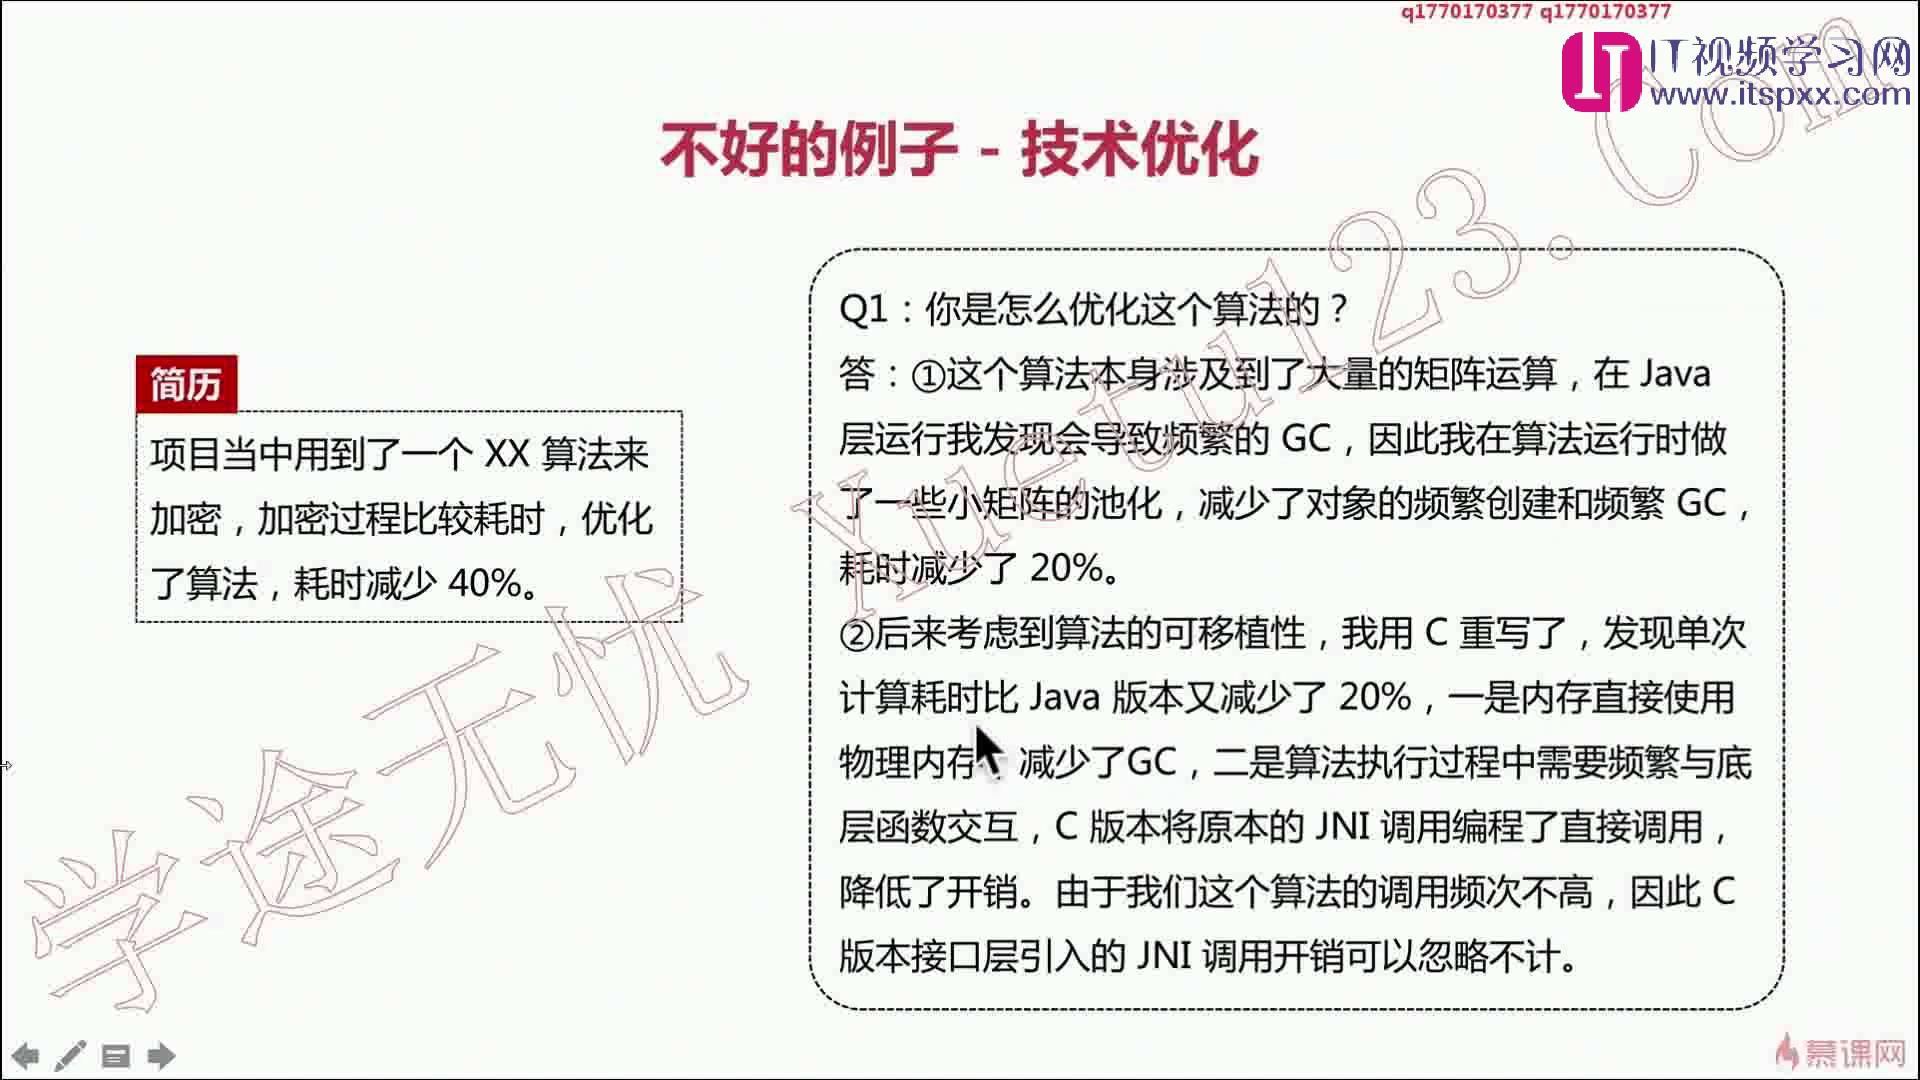 q1770170377 q1770170377
IT视频学习网
www.itspxx.com
不好的例子 - 技术优化
简历
项目当中用到了一个 XX 算法来
加密，加密过程比较耗时，优化
了算法，耗时减少 40%。
Q1：你是怎么优化这个算法的？
答：①这个算法本身涉及到了大量的矩阵运算，在 Java
层运行我发现会导致频繁的 GC，因此我在算法运行时做
了一些小矩阵的池化，减少了对象的频繁创建和频繁 GC，
耗时减少了 20%。
②后来考虑到算法的可移植性，我用 C 重写了，发现单次
计算耗时比 Java 版本又减少了 20%，一是内存直接使用
物理内存，减少了GC，二是算法执行过程中需要频繁与底
层函数交互，C 版本将原本的 JNI 调用编程了直接调用，
降低了开销。由于我们这个算法的调用频次不高，因此 C
版本接口层引入的 JNI 调用开销可以忽略不计。
学途无忧 Xuetu123.Com
慕课网